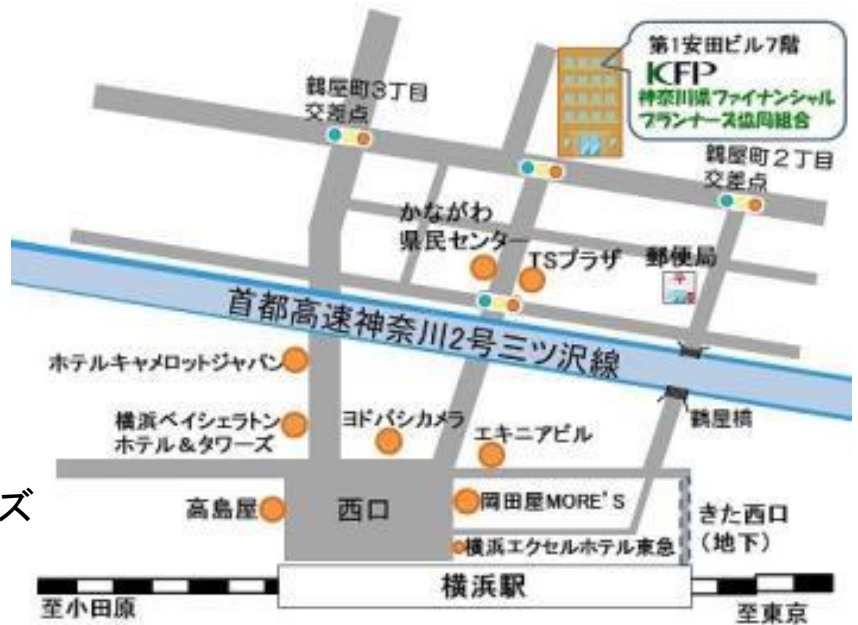 第1安田ビル7階
KFP
神奈川県ファイナンシャル
プランナーズ協同組合
鶴屋町3丁目
交差点
鶴屋町2丁目
交差点
かながわ
県民センター
TSプラザ
郵便局
首都高速神奈川2号三ツ沢線
ホテルキャメロットジャパン
横浜ベイシェラトン
ホテル&タワーズ
ヨドバシカメラ
エキニアビル
鶴屋橋
ズ
高島屋
西口
岡田屋MORE'S
きた西口
(地下)
横浜エクセルホテル東急
横浜駅
至小田原
至東京